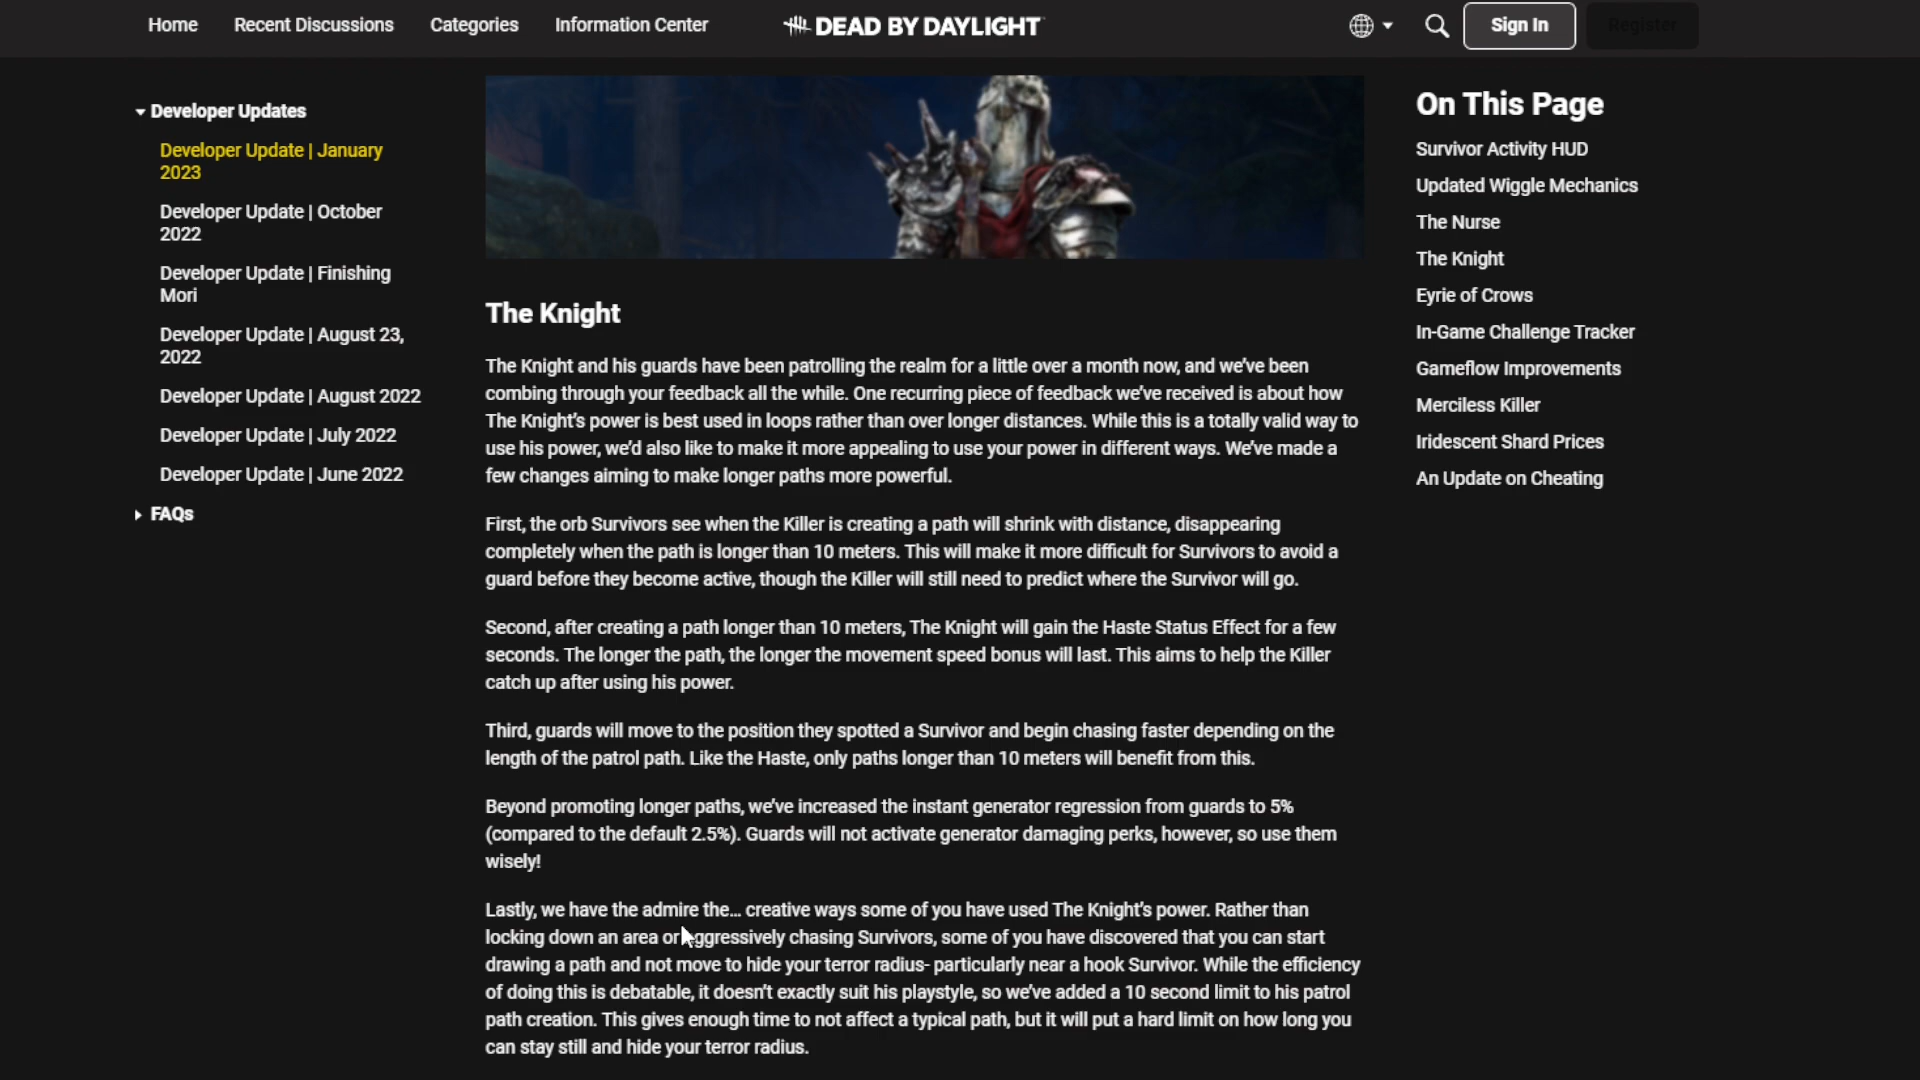 Home
Recent Discussions
Categories
Information Center
DEAD BY DAYLIGHT
Sign In
Register
Developer Updates
Developer Update | January
2023
Developer Update | October
2022
Developer Update | Finishing
Mori
Developer Update | August 23,
2022
Developer Update | August 2022
Developer Update | July 2022
Developer Update | June 2022
FAQs
The Knight
The Knight and his guards have been patrolling the realm for a little over a month now, and we've been
combing through your feedback all the while. One recurring piece of feedback we've received is about how
The Knight's power is best used in loops rather than over longer distances. While this is a totally valid way to
use his power, we'd also like to make it more appealing to use your power in different ways. We've made a
few changes aiming to make longer paths more powerful.
First, the orb Survivors see when the Killer is creating a path will shrink with distance, disappearing
completely when the path is longer than 10 meters. This will make it more difficult for Survivors to avoid a
guard before they become active, though the Killer will still need to predict where the Survivor will go.
Second, after creating a path longer than 10 meters, The Knight will gain the Haste Status Effect for a few
seconds. The longer the path, the longer the movement speed bonus will last. This aims to help the Killer
catch up after using his power.
Third, guards will move to the position they spotted a Survivor and begin chasing faster depending on the
length of the patrol path. Like the Haste, only paths longer than 10 meters will benefit from this.
Beyond promoting longer paths, we've increased the instant generator regression from guards to 5%
(compared to the default 2.5%). Guards will not activate generator damaging perks, however, so use them
wisely!
Lastly, we have the admire the... creative ways some of you have used The Knight's power. Rather than
locking down an area or aggressively chasing Survivors, some of you have discovered that you can start
drawing a path and not move to hide your terror radius- particularly near a hook Survivor. While the efficiency
of doing this is debatable, it doesn't exactly suit his playstyle, so we've added a 10 second limit to his patrol
path creation. This gives enough time to not affect a typical path, but it will put a hard limit on how long you
can stay still and hide your terror radius.
On This Page
Survivor Activity HUD
Updated Wiggle Mechanics
The Nurse
The Knight
Eyrie of Crows
In-Game Challenge Tracker
Gameflow Improvements
Merciless Killer
Iridescent Shard Prices
An Update on Cheating